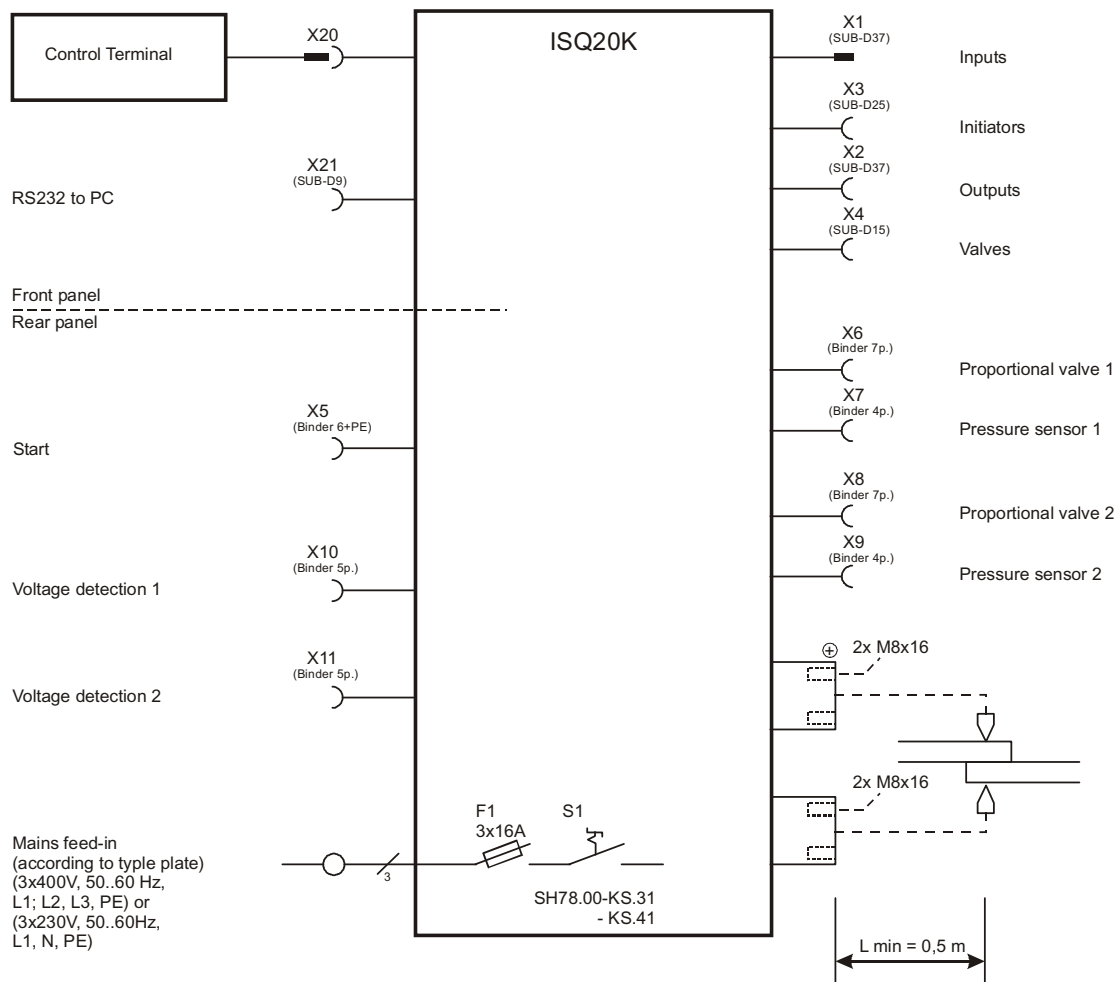 ISQ20K
Control Terminal
X20
X21
(SUB-D9)
RS232 to PC
Front panel
Rear panel
X5
(Binder 6+PE)
Start
X10
(Binder 5p.)
Voltage detection 1
X11
(Binder 5p.)
Voltage detection 2
Mains feed-in
(according to typle plate)
(3x400V, 50..60 Hz,
L1; L2, L3, PE) or
(3x230V, 50..60Hz,
L1, N, PE)
3
F1
3x16A
S1
SH78.00-KS.31
- KS.41
X1
(SUB-D37)
Inputs
X3
(SUB-D25)
Initiators
X2
(SUB-D37)
Outputs
X4
(SUB-D15)
Valves
X6
(Binder 7p.)
Proportional valve 1
X7
(Binder 4p.)
Pressure sensor 1
X8
(Binder 7p.)
Proportional valve 2
X9
(Binder 4p.)
Pressure sensor 2
2x M8x16
2x M8x16
L min = 0,5 m